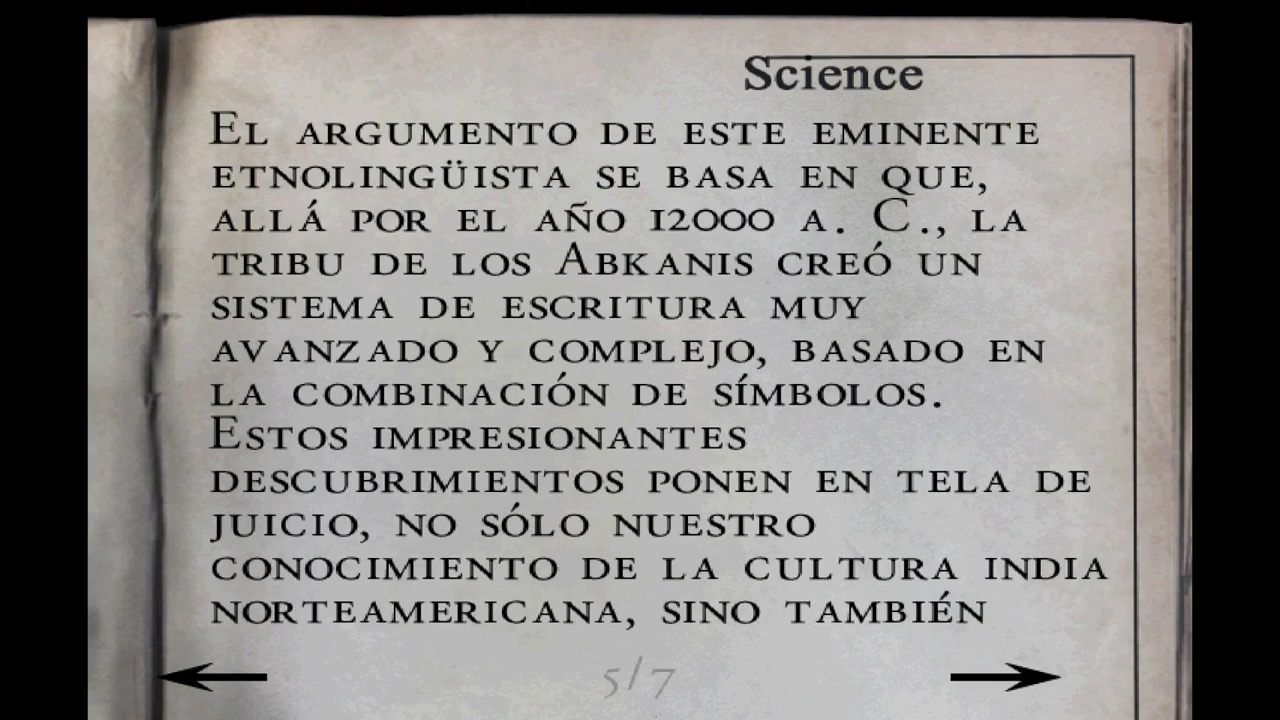 Science
El argumento de este eminente
etnolingüista se basa en que,
allá por el año 12000 a. C., la
tribu de los Abkanis creó un
sistema de escritura muy
avanzado y complejo, basado en
la combinación de símbolos.
Estos impresionantes
descubrimientos ponen en tela de
juicio, no sólo nuestro
conocimiento de la cultura india
norteamericana, sino también
5/7